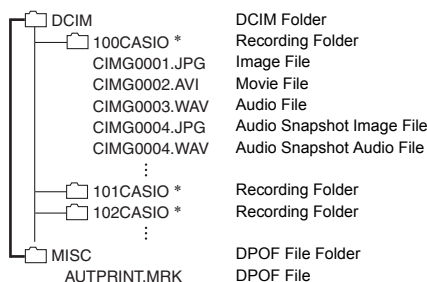 DCIM DCIM Folder
100CASIO * Recording Folder
CIMG0001.JPG Image File
CIMG0002.AVI Movie File
CIMG0003.WAV Audio File
CIMG0004.JPG Audio Snapshot Image File
CIMG0004.WAV Audio Snapshot Audio File
101CASIO * Recording Folder
102CASIO * Recording Folder
MISC DPOF File Folder
AUTPRINT.MRK DPOF File